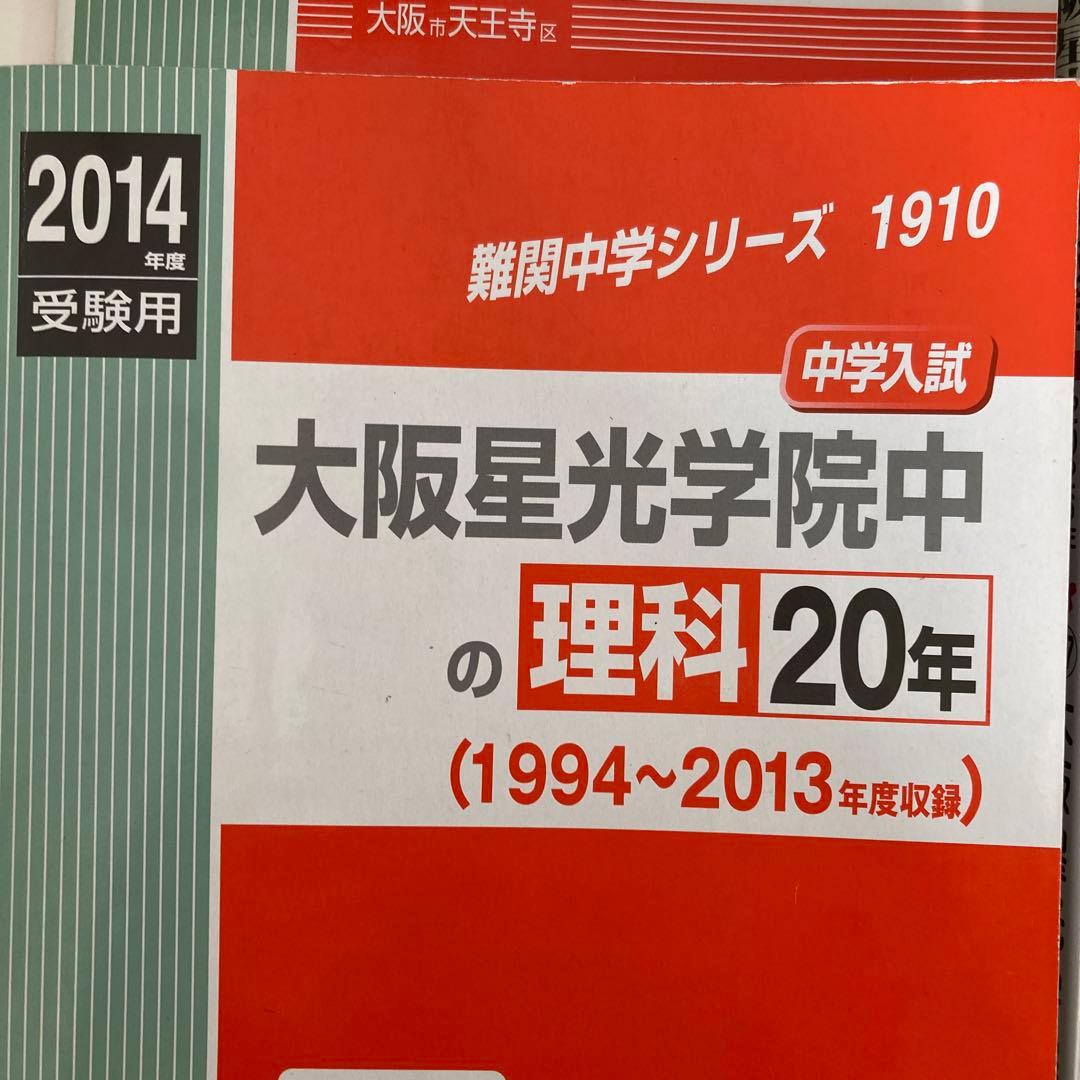 大阪市天王寺区
2014
年度
受験用
難関中学シリーズ 1910
中学入試
大阪星光学院中
の理科20年
(1994~2013年度収録)